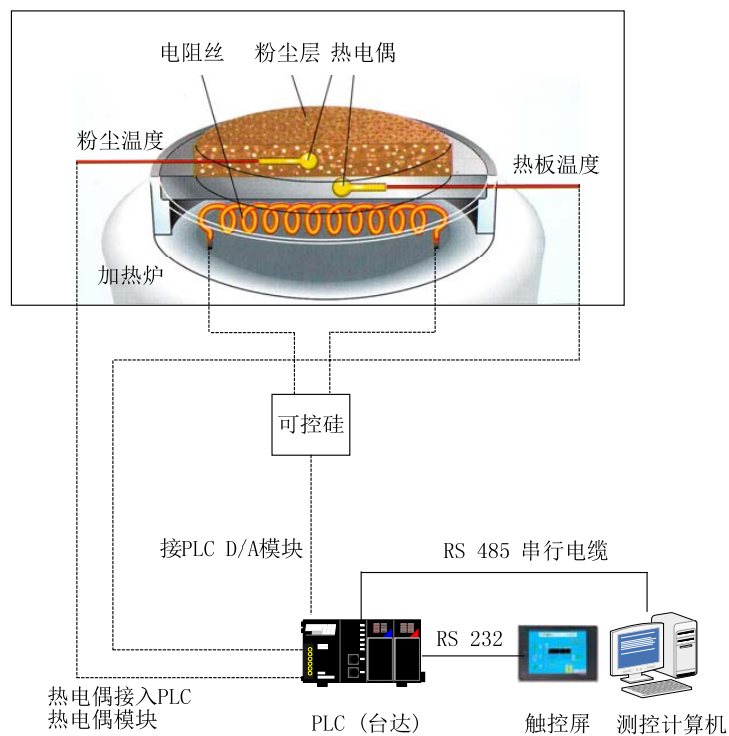 电阻丝
粉尘层
热电偶
粉尘温度
热板温度
加热炉
可控硅
接PLC D/A模块
RS 485 串行电缆
RS 232
热电偶接入PLC
热电偶模块
PLC (台达)
触控屏
测控计算机